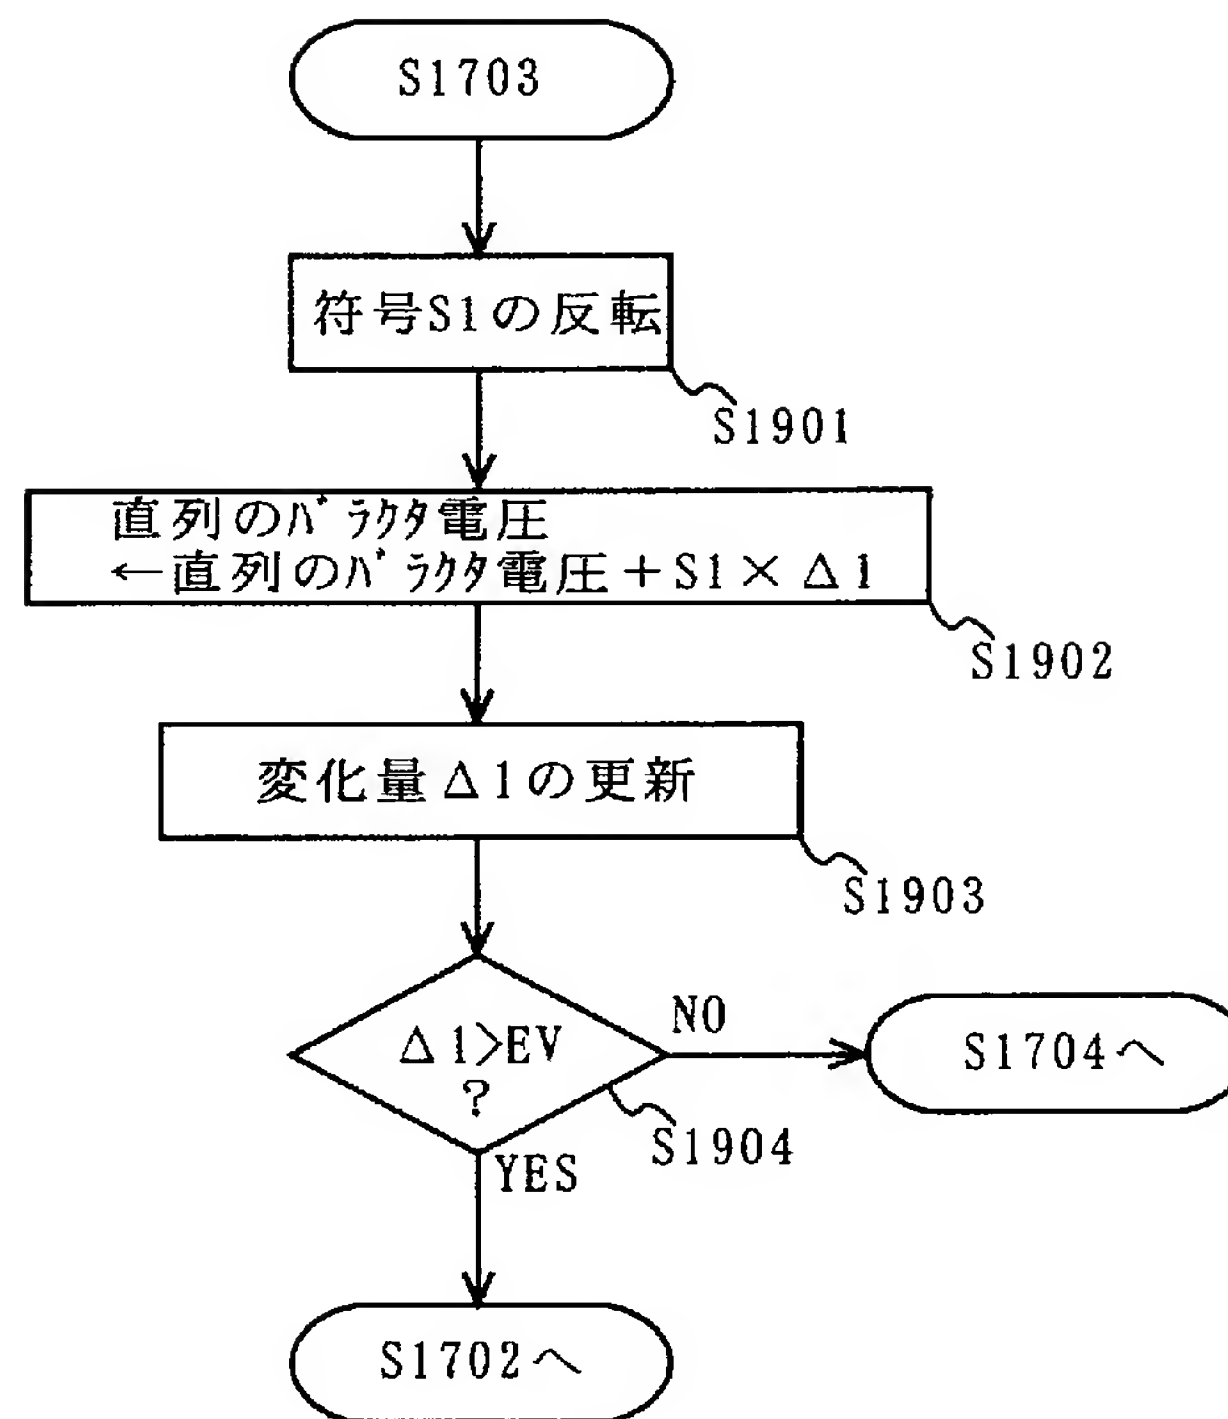 S1703
符号S1の反転
S1901
直列のﾊﾞﾗｸﾀ電圧
←直列のﾊﾞﾗｸﾀ電圧＋S1×Δ1
S1902
変化量Δ1の更新
S1903
Δ1>EV
?
NO
S1704へ
S1904
YES
S1702へ